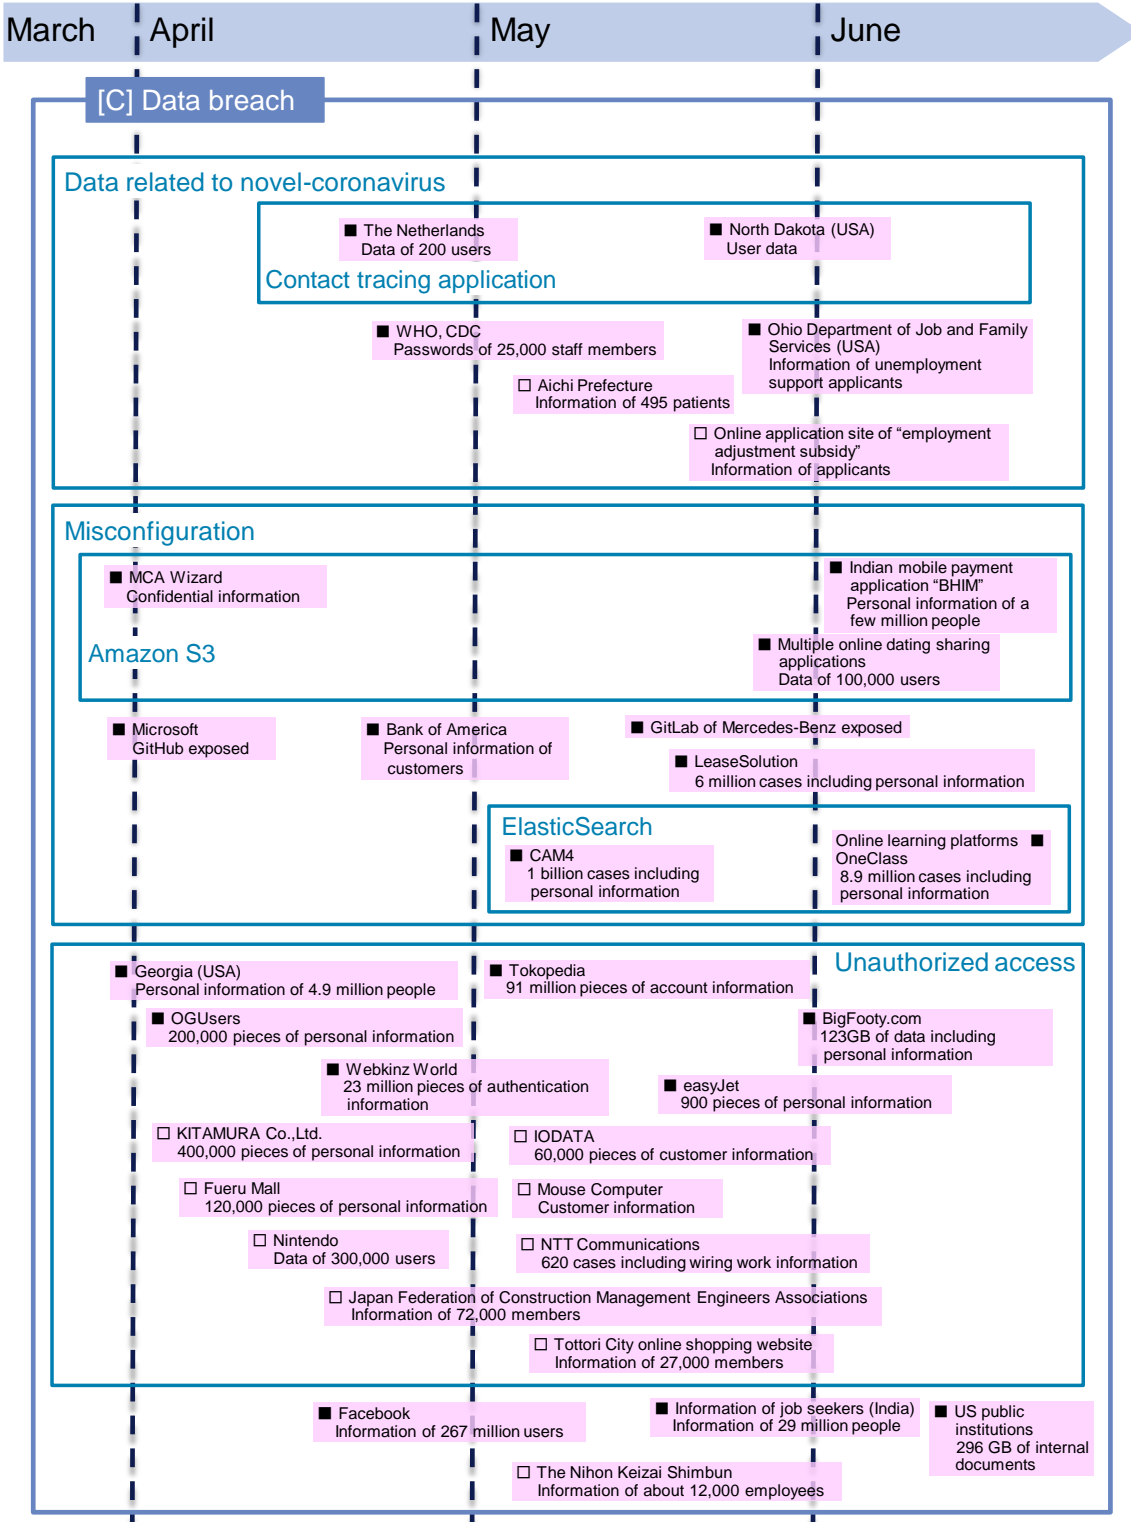 March
April
May
June
[C] Data breach
Data related to novel-coronavirus
■ The Netherlands
Data of 200 users
■ North Dakota (USA)
User data
Contact tracing application
■ WHO, CDC
Passwords of 25,000 staff members
■ Ohio Department of Job and Family
Services (USA)
Information of unemployment
support applicants
□ Aichi Prefecture
Information of 495 patients
□ Online application site of “employment
adjustment subsidy”
Information of applicants
Misconfiguration
■ MCA Wizard
Confidential information
■ Indian mobile payment
application “BHIM”
Personal information of a
few million people
Amazon S3
■ Multiple online dating sharing
applications
Data of 100,000 users
■ Microsoft
GitHub exposed
■ Bank of America
Personal information of
customers
■ GitLab of Mercedes-Benz exposed
■ LeaseSolution
6 million cases including personal information
ElasticSearch
■ CAM4
1 billion cases including
personal information
Online learning platforms ■
OneClass
8.9 million cases including
personal information
Unauthorized access
■ Georgia (USA)
Personal information of 4.9 million people
■ Tokopedia
91 million pieces of account information
■ OGUsers
200,000 pieces of personal information
■ BigFooty.com
123GB of data including
personal information
■ Webkinz World
23 million pieces of authentication
information
■ easyJet
900 pieces of personal information
□ KITAMURA Co.,Ltd.
400,000 pieces of personal information
□ IODATA
60,000 pieces of customer information
□ Fueru Mall
120,000 pieces of personal information
□ Mouse Computer
Customer information
□ Nintendo
Data of 300,000 users
□ NTT Communications
620 cases including wiring work information
□ Japan Federation of Construction Management Engineers Associations
Information of 72,000 members
□ Tottori City online shopping website
Information of 27,000 members
■ Facebook
Information of 267 million users
■ Information of job seekers (India)
Information of 29 million people
■ US public
institutions
296 GB of internal
documents
□ The Nihon Keizai Shimbun
Information of about 12,000 employees